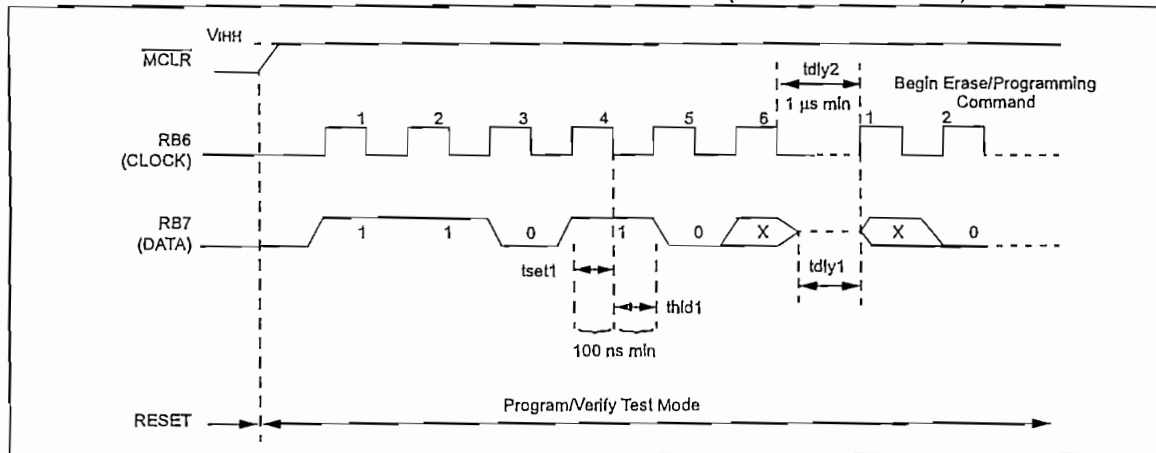 VIHH
MCLR
tdly2
1 µs min
Begin Erase/Programming
Command
RB6
(CLOCK)
1 2 3 4 5 6 1 2
RB7
(DATA)
1 1 0 1 0 X X 0
tset1
tdly1
thld1
100 ns min
RESET
Program/Verify Test Mode